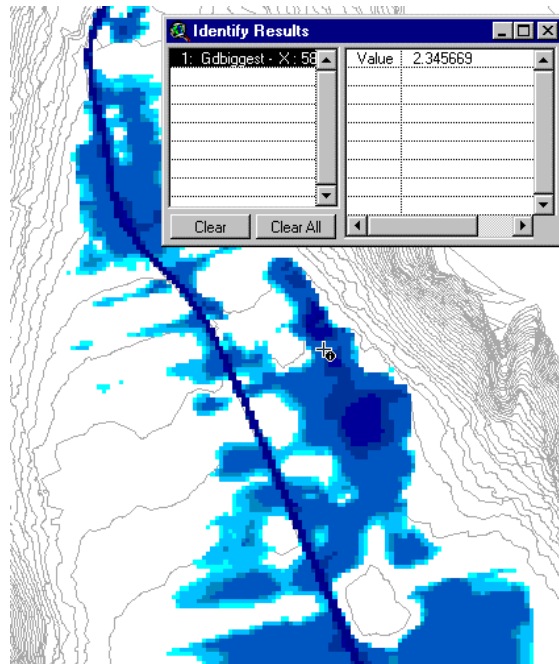 Identify Results
1: Gdbiggest - X : 58
Value 2.345669
Clear Clear All